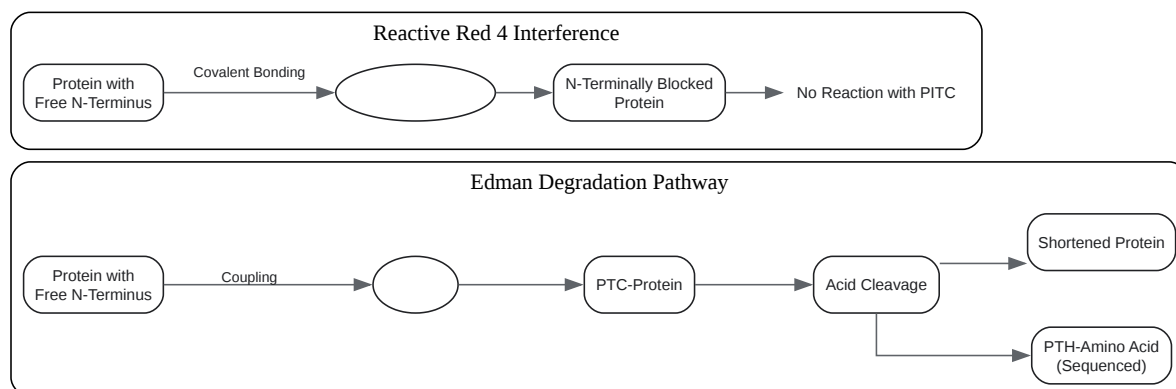 Reactive Red 4 Interference
Protein with
Free N-Terminus
Covalent Bonding
N-Terminally Blocked
Protein
No Reaction with PITC
Edman Degradation Pathway
Protein with
Free N-Terminus
Coupling
PTC-Protein
Acid Cleavage
Shortened Protein
PTH-Amino Acid
(Sequenced)